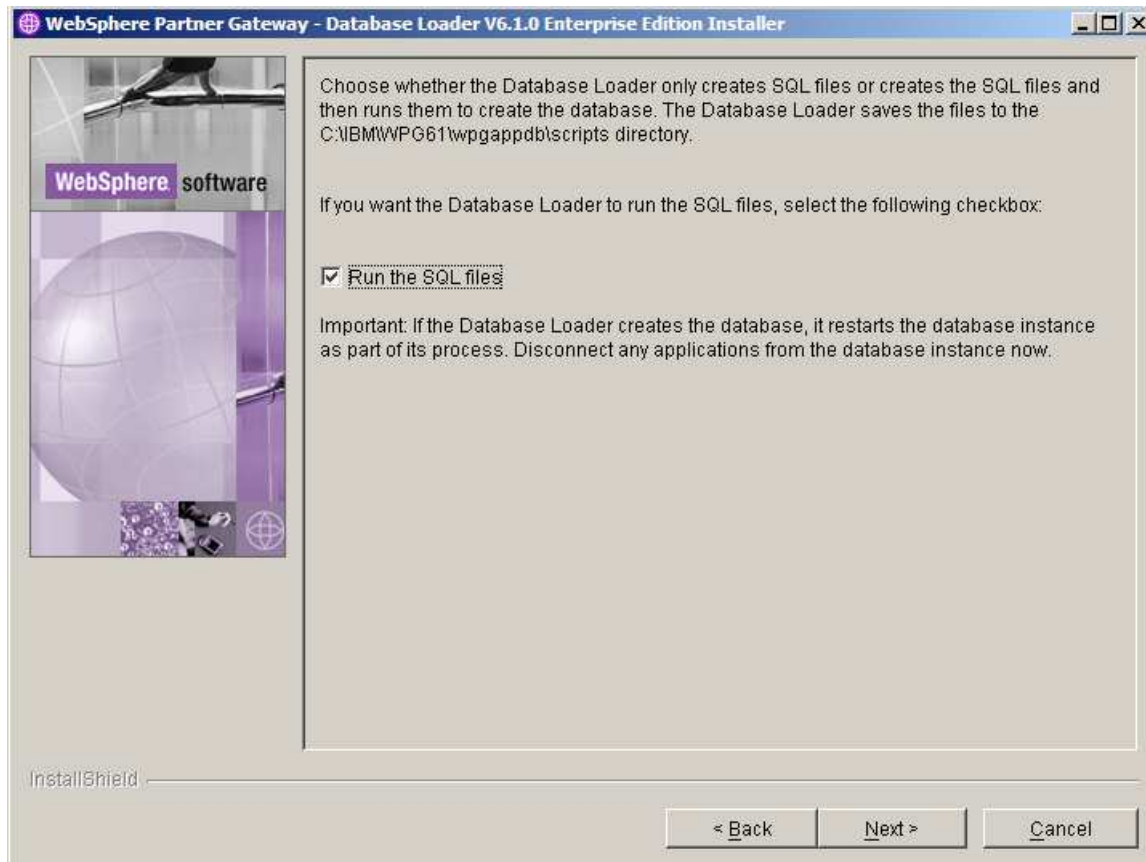 WebSphere Partner Gateway - Database Loader V6.1.0 Enterprise Edition Installer
WebSphere software
Choose whether the Database Loader only creates SQL files or creates the SQL files and
then runs them to create the database. The Database Loader saves the files to the
C:\IBM\WPG61\wpgappdb\scripts directory.
If you want the Database Loader to run the SQL files, select the following checkbox:
Run the SQL files
Important: If the Database Loader creates the database, it restarts the database instance
as part of its process. Disconnect any applications from the database instance now.
InstallShield
< Back
Next >
Cancel